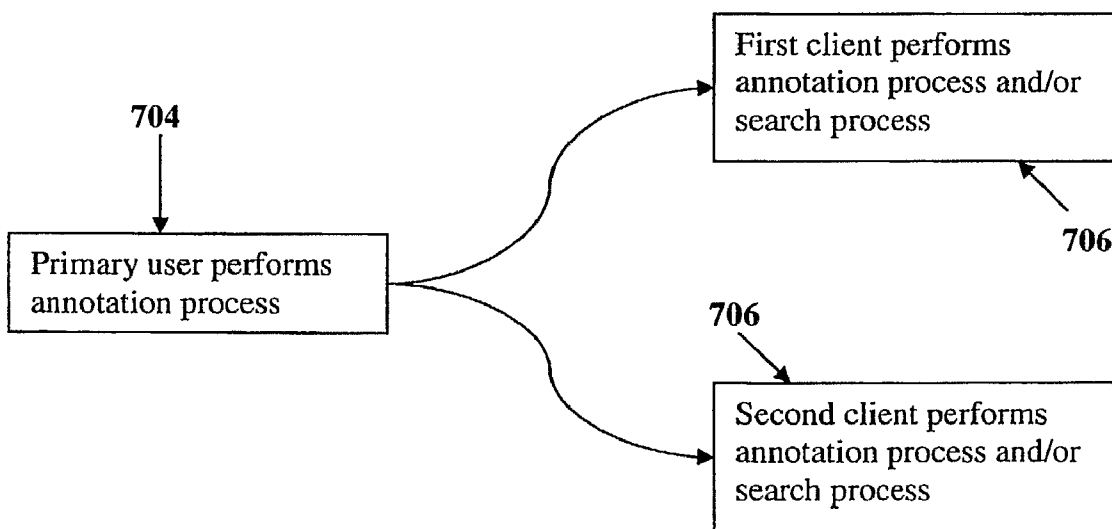 First client performs
annotation process and/or
search process
704
706
Primary user performs
annotation process
706
Second client performs
annotation process and/or
search process